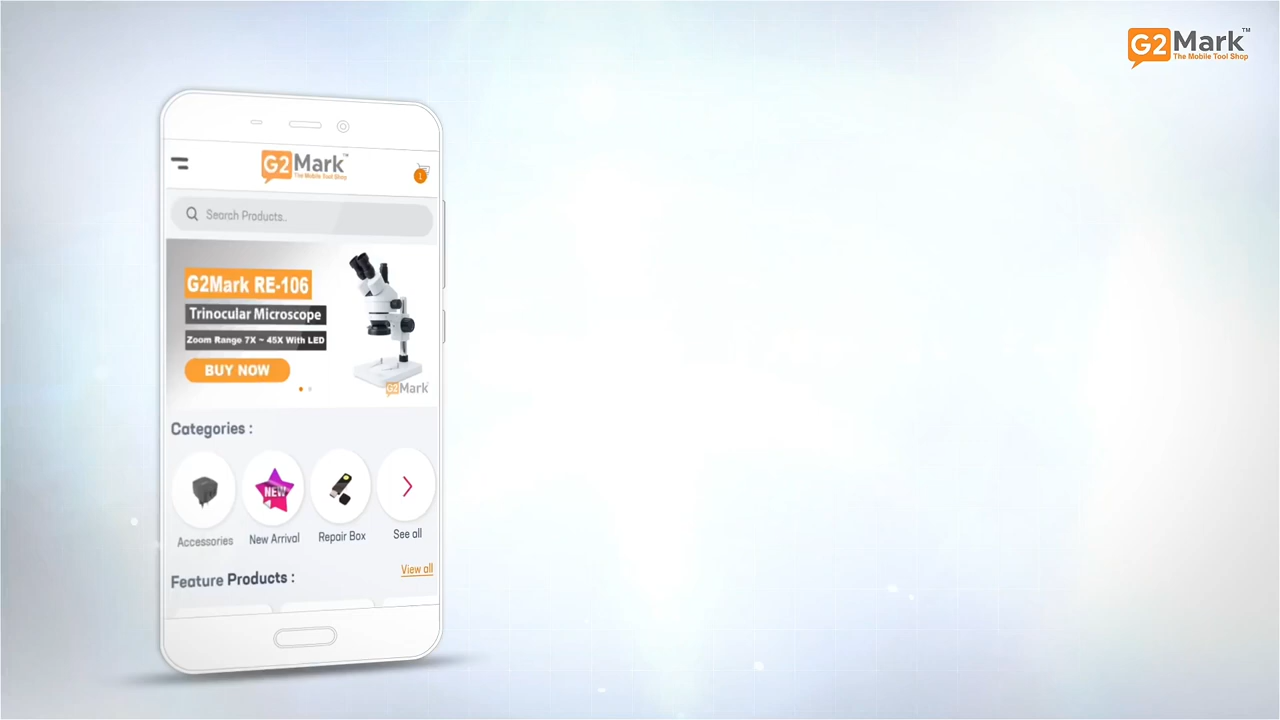 G2Mark™
The Mobile Tool Shop
G2Mark™
The Mobile Tool Shop
1
Search Products..
G2Mark RE-106
Trinocular Microscope
Zoom Range 7X ~ 45X With LED
BUY NOW
G2Mark
Categories :
NEW
Accessories
New Arrival
Repair Box
See all
Feature Products :
View all